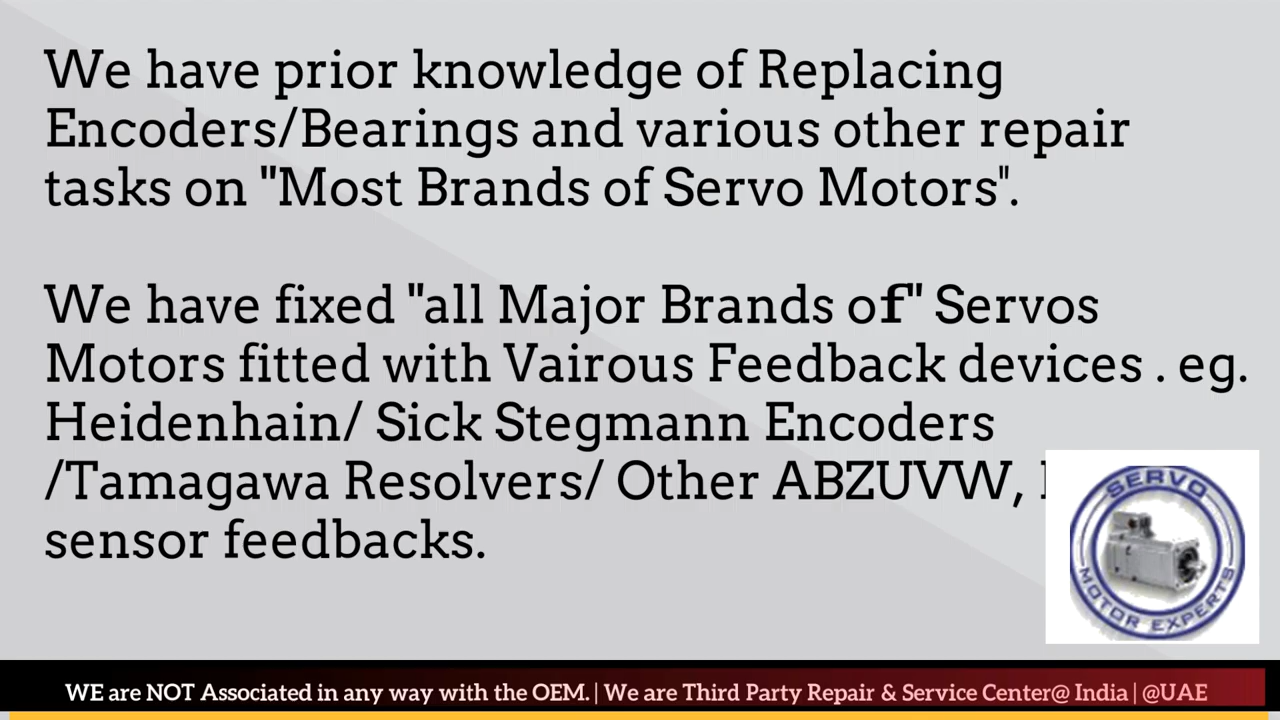 We have prior knowledge of Replacing
Encoders/Bearings and various other repair
tasks on "Most Brands of Servo Motors".
We have fixed "all Major Brands of" Servos
Motors fitted with Vairous Feedback devices . eg.
Heidenhain/ Sick Stegmann Encoders
/Tamagawa Resolvers/ Other ABZUVW,
sensor feedbacks.
SERVO
MOTOR EXPERTS
WE are NOT Associated in any way with the OEM. | We are Third Party Repair & Service Center@ India | @UAE